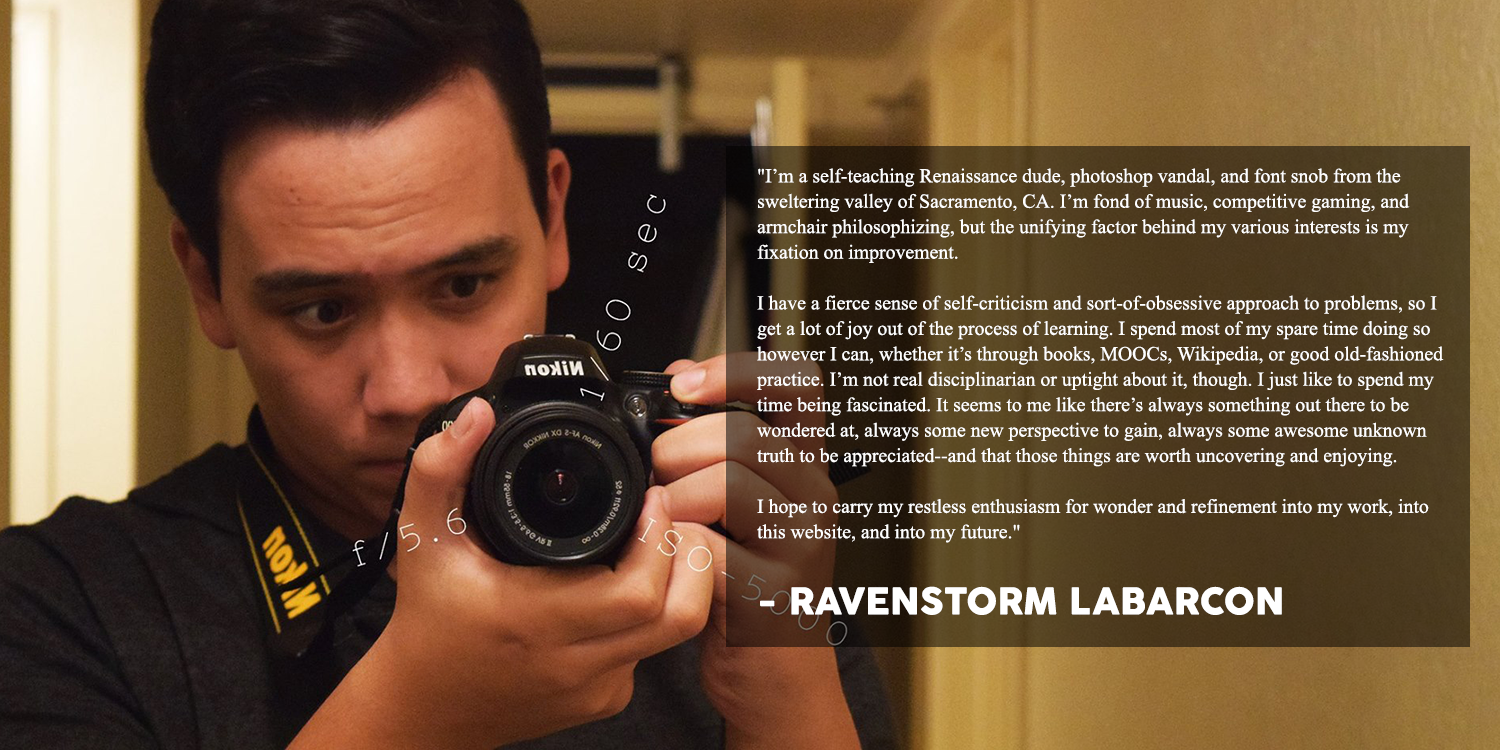 "I’m a self-teaching Renaissance dude, photoshop vandal, and font snob from the
sweltering valley of Sacramento, CA. I’m fond of music, competitive gaming, and
armchair philosophizing, but the unifying factor behind my various interests is my
fixation on improvement.
I have a fierce sense of self-criticism and sort-of-obsessive approach to problems, so I
get a lot of joy out of the process of learning. I spend most of my spare time doing so
however I can, whether it’s through books, MOOCs, Wikipedia, or good old-fashioned
practice. I’m not real disciplinarian or uptight about it, though. I just like to spend my
time being fascinated. It seems to me like there’s always something out there to be
wondered at, always some new perspective to gain, always some awesome unknown
truth to be appreciated--and that those things are worth uncovering and enjoying.
I hope to carry my restless enthusiasm for wonder and refinement into my work, into
this website, and into my future."
- RAVENSTORM LABARCON
1/60 sec
f/5.6
ISO-5000
Nikon
Nikon
Nikon AF-S DX NIKKOR